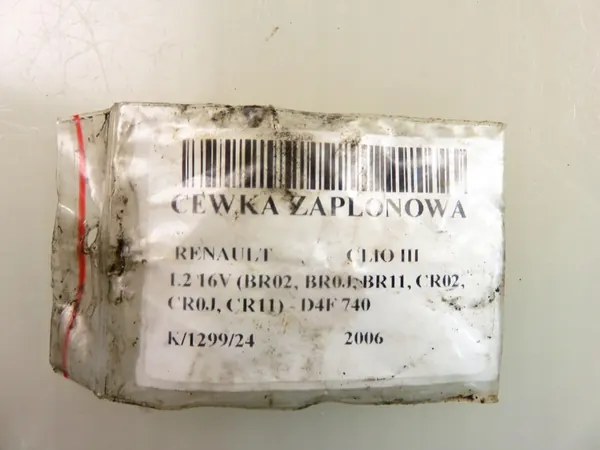 CEWKA ZAPŁONOWA
RENAULT CLIO III
1.2 16V (BR02, BR0J, BR11, CR02,
CR0J, CR11) - D4F 740
K/1299/24 2006